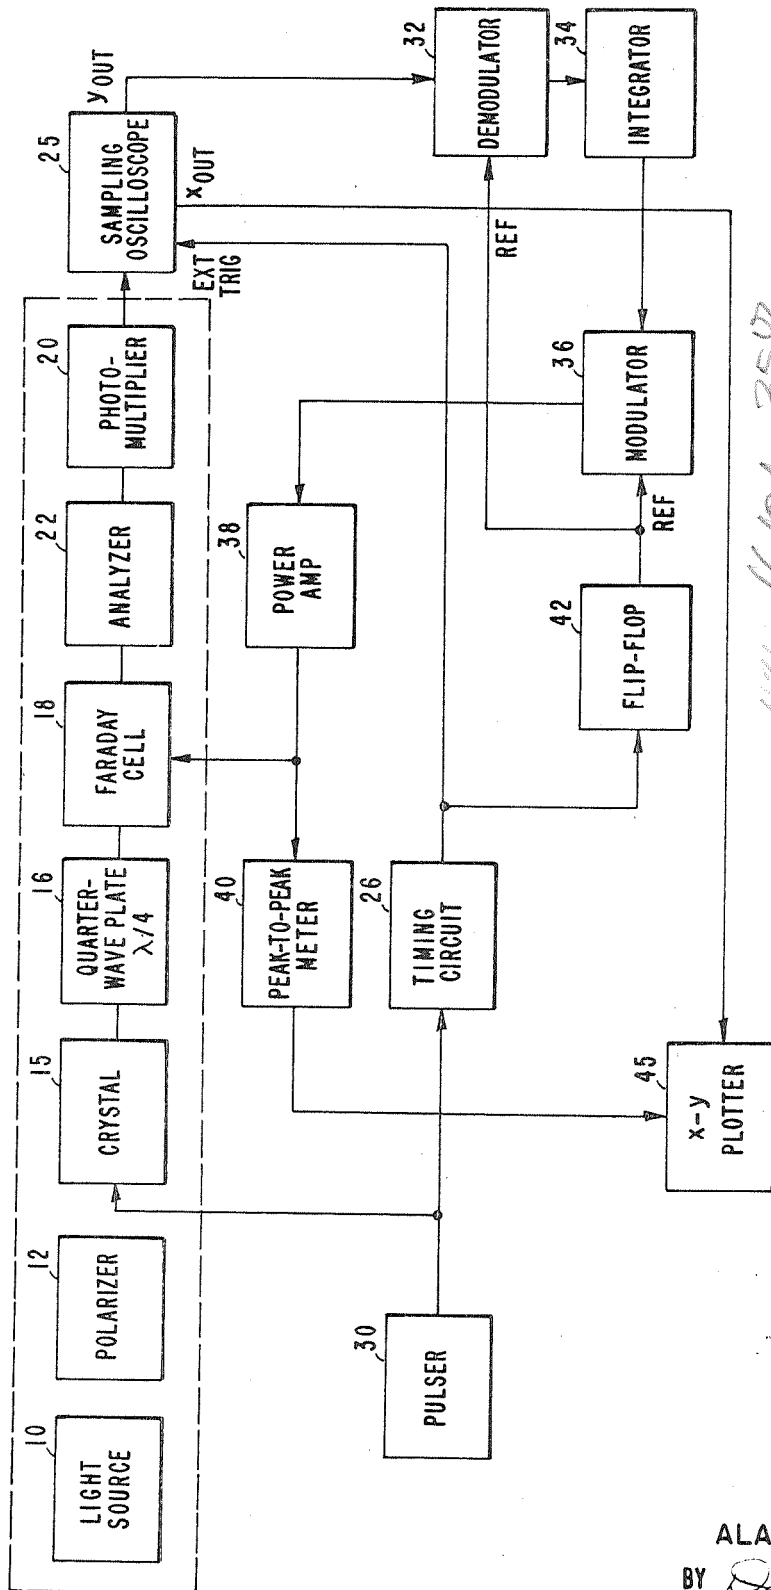 10
LIGHT
SOURCE
12
POLARIZER
15
CRYSTAL
16
QUARTER-
WAVE PLATE
λ/4
18
FARADAY
CELL
22
ANALYZER
20
PHOTO-
MULTIPLIER
25
SAMPLING
OSCILLOSCOPE
yOUT
xOUT
EXT
TRIG
38
POWER
AMP
40
PEAK-TO-PEAK
METER
30
PULSER
26
TIMING
CIRCUIT
42
FLIP-FLOP
REF
REF
36
MODULATOR
32
DEMODULATOR
34
INTEGRATOR
45
x-y
PLOTTER
ALA
BY